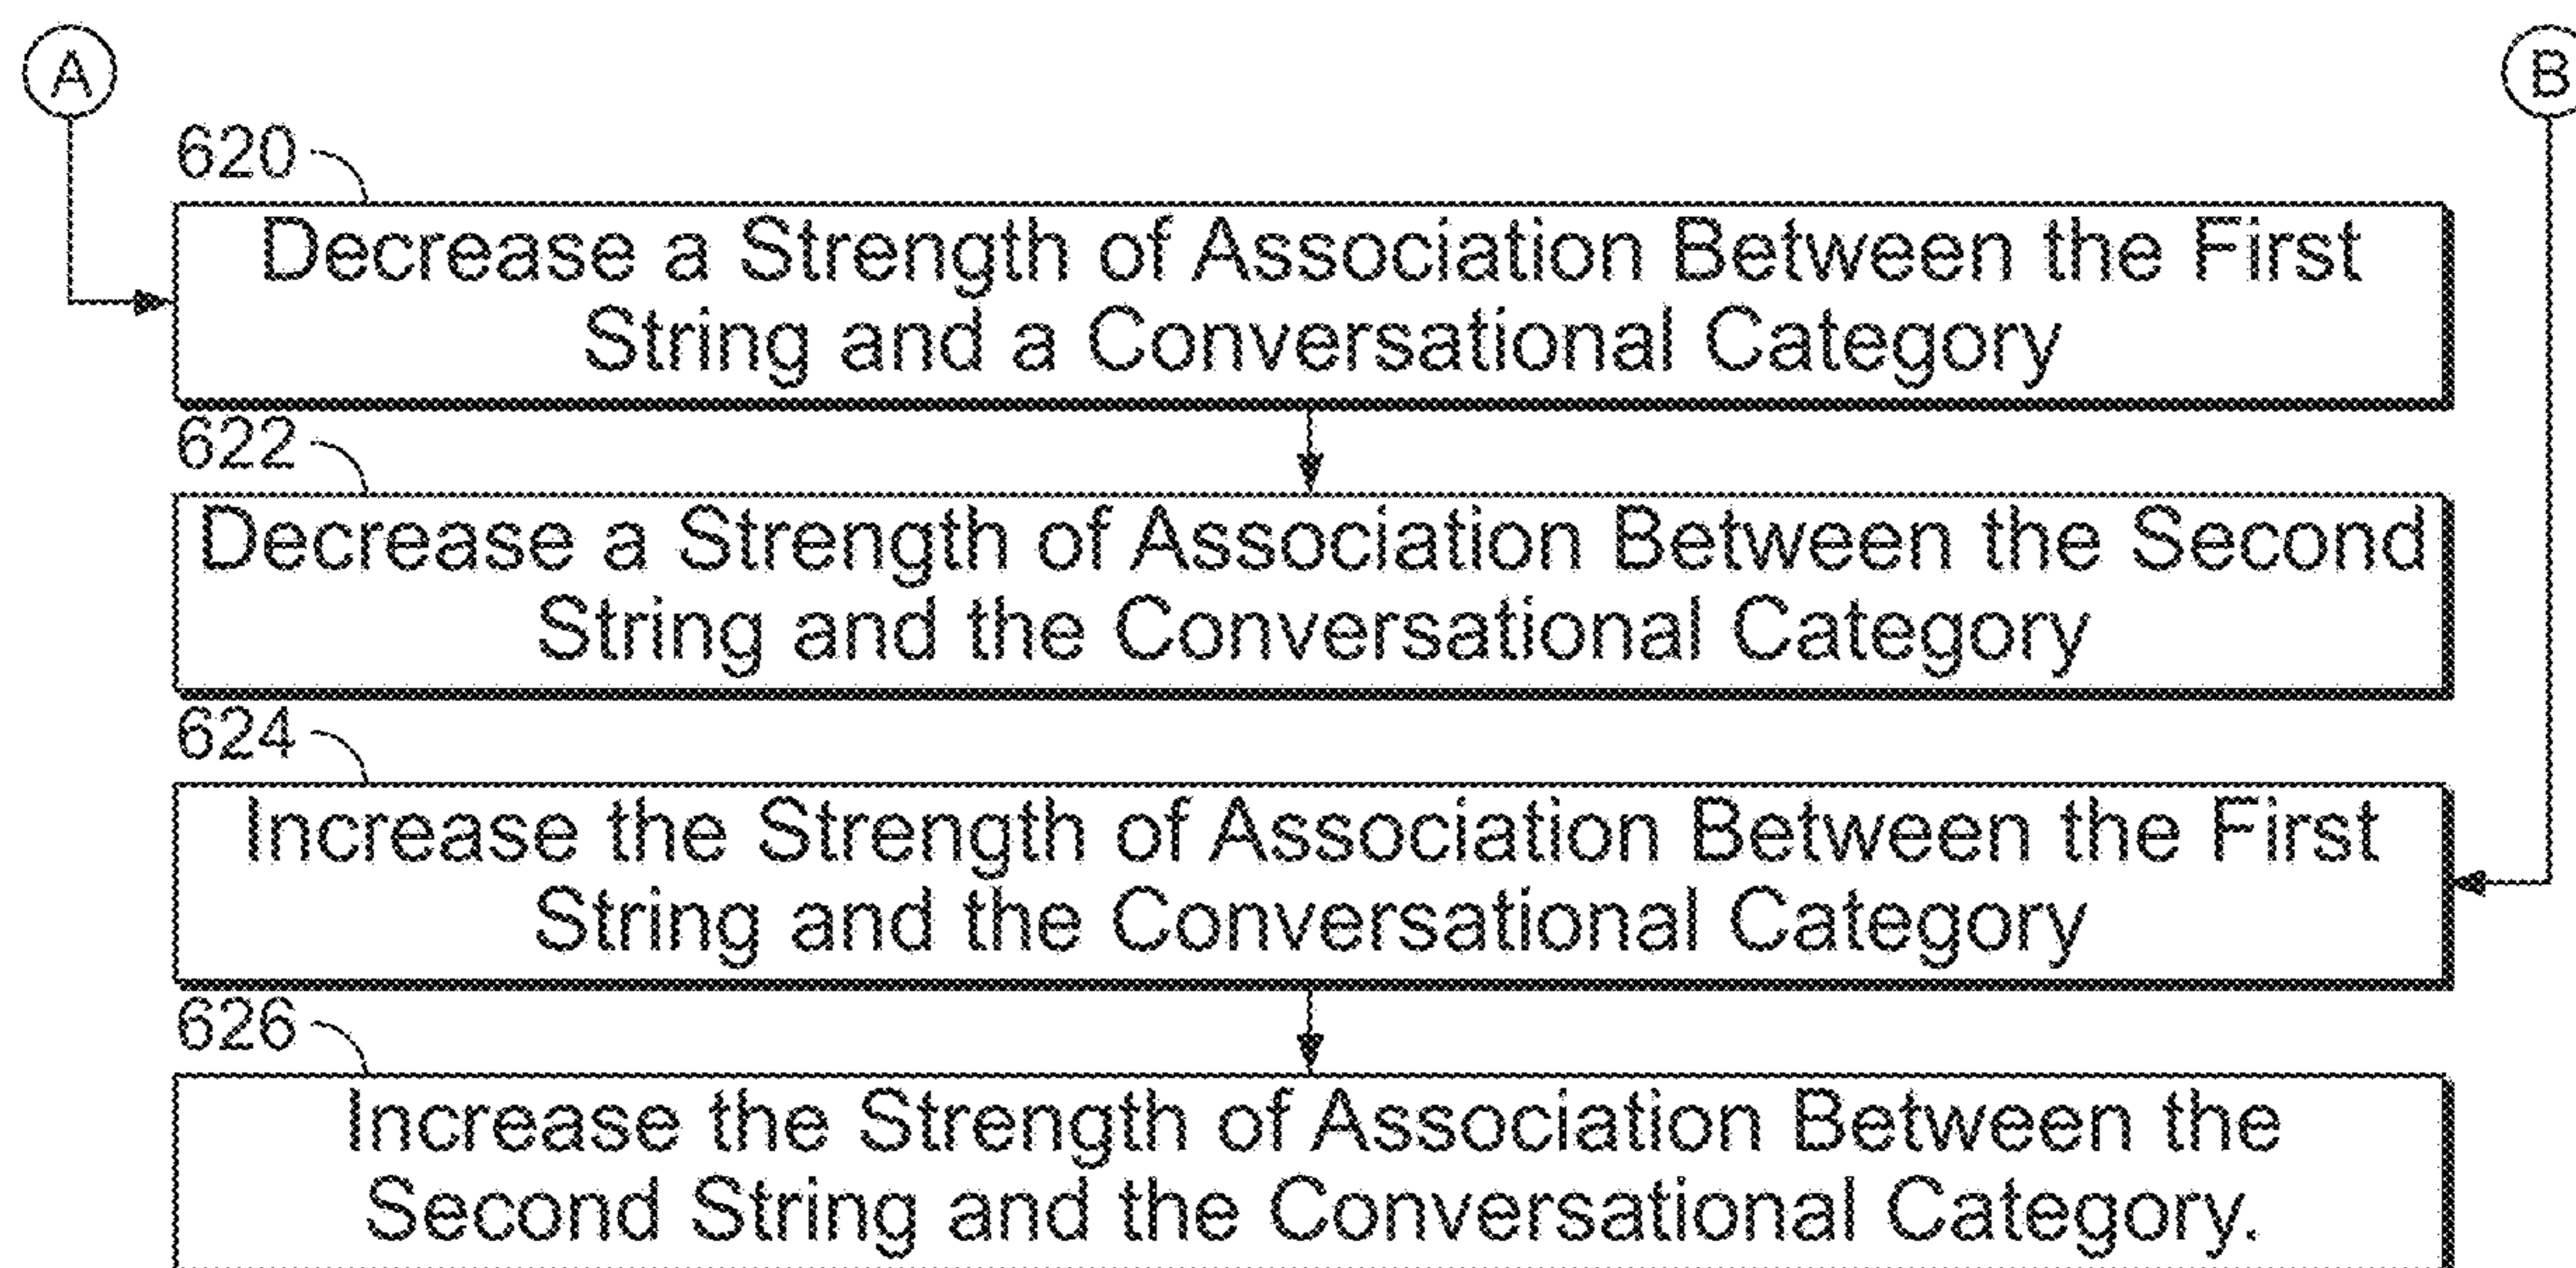 A
B
620
Decrease a Strength of Association Between the First
String and a Conversational Category
622
Decrease a Strength of Association Between the Second
String and the Conversational Category
624
Increase the Strength of Association Between the First
String and the Conversational Category
626
Increase the Strength of Association Between the
Second String and the Conversational Category.